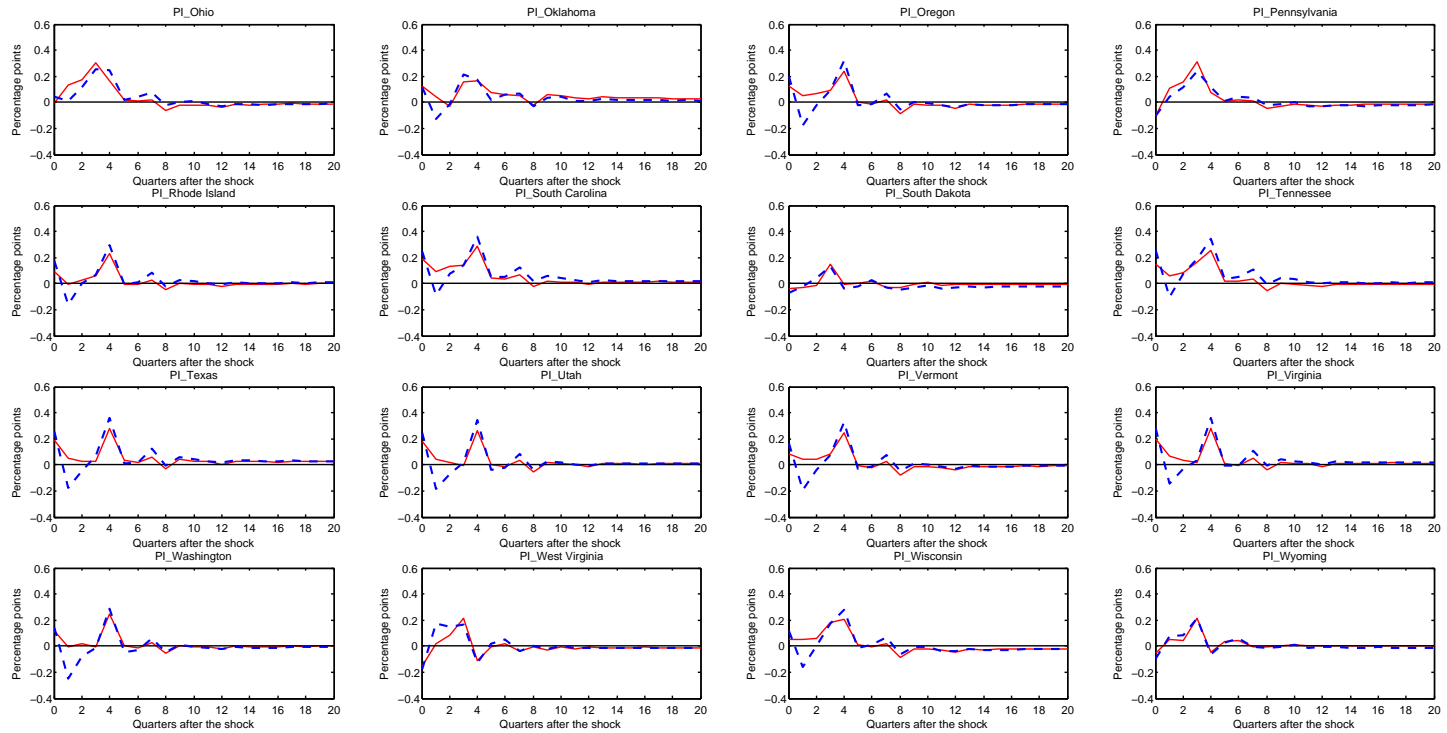 PI_Ohio
Percentage points
0.6
0.4
0.2
0
−0.2
−0.4
0 2 4 6 8 10 12 14 16 18 20
Quarters after the shock
PI_Oklahoma
Percentage points
0.6
0.4
0.2
0
−0.2
−0.4
0 2 4 6 8 10 12 14 16 18 20
Quarters after the shock
PI_Oregon
Percentage points
0.6
0.4
0.2
0
−0.2
−0.4
0 2 4 6 8 10 12 14 16 18 20
Quarters after the shock
PI_Pennsylvania
Percentage points
0.6
0.4
0.2
0
−0.2
−0.4
0 2 4 6 8 10 12 14 16 18 20
Quarters after the shock
PI_Rhode Island
Percentage points
0.6
0.4
0.2
0
−0.2
−0.4
0 2 4 6 8 10 12 14 16 18 20
Quarters after the shock
PI_South Carolina
Percentage points
0.6
0.4
0.2
0
−0.2
−0.4
0 2 4 6 8 10 12 14 16 18 20
Quarters after the shock
PI_South Dakota
Percentage points
0.6
0.4
0.2
0
−0.2
−0.4
0 2 4 6 8 10 12 14 16 18 20
Quarters after the shock
PI_Tennessee
Percentage points
0.6
0.4
0.2
0
−0.2
−0.4
0 2 4 6 8 10 12 14 16 18 20
Quarters after the shock
PI_Texas
Percentage points
0.6
0.4
0.2
0
−0.2
−0.4
0 2 4 6 8 10 12 14 16 18 20
Quarters after the shock
PI_Utah
Percentage points
0.6
0.4
0.2
0
−0.2
−0.4
0 2 4 6 8 10 12 14 16 18 20
Quarters after the shock
PI_Vermont
Percentage points
0.6
0.4
0.2
0
−0.2
−0.4
0 2 4 6 8 10 12 14 16 18 20
Quarters after the shock
PI_Virginia
Percentage points
0.6
0.4
0.2
0
−0.2
−0.4
0 2 4 6 8 10 12 14 16 18 20
Quarters after the shock
PI_Washington
Percentage points
0.6
0.4
0.2
0
−0.2
−0.4
0 2 4 6 8 10 12 14 16 18 20
Quarters after the shock
PI_West Virginia
Percentage points
0.6
0.4
0.2
0
−0.2
−0.4
0 2 4 6 8 10 12 14 16 18 20
Quarters after the shock
PI_Wisconsin
Percentage points
0.6
0.4
0.2
0
−0.2
−0.4
0 2 4 6 8 10 12 14 16 18 20
Quarters after the shock
PI_Wyoming
Percentage points
0.6
0.4
0.2
0
−0.2
−0.4
0 2 4 6 8 10 12 14 16 18 20
Quarters after the shock